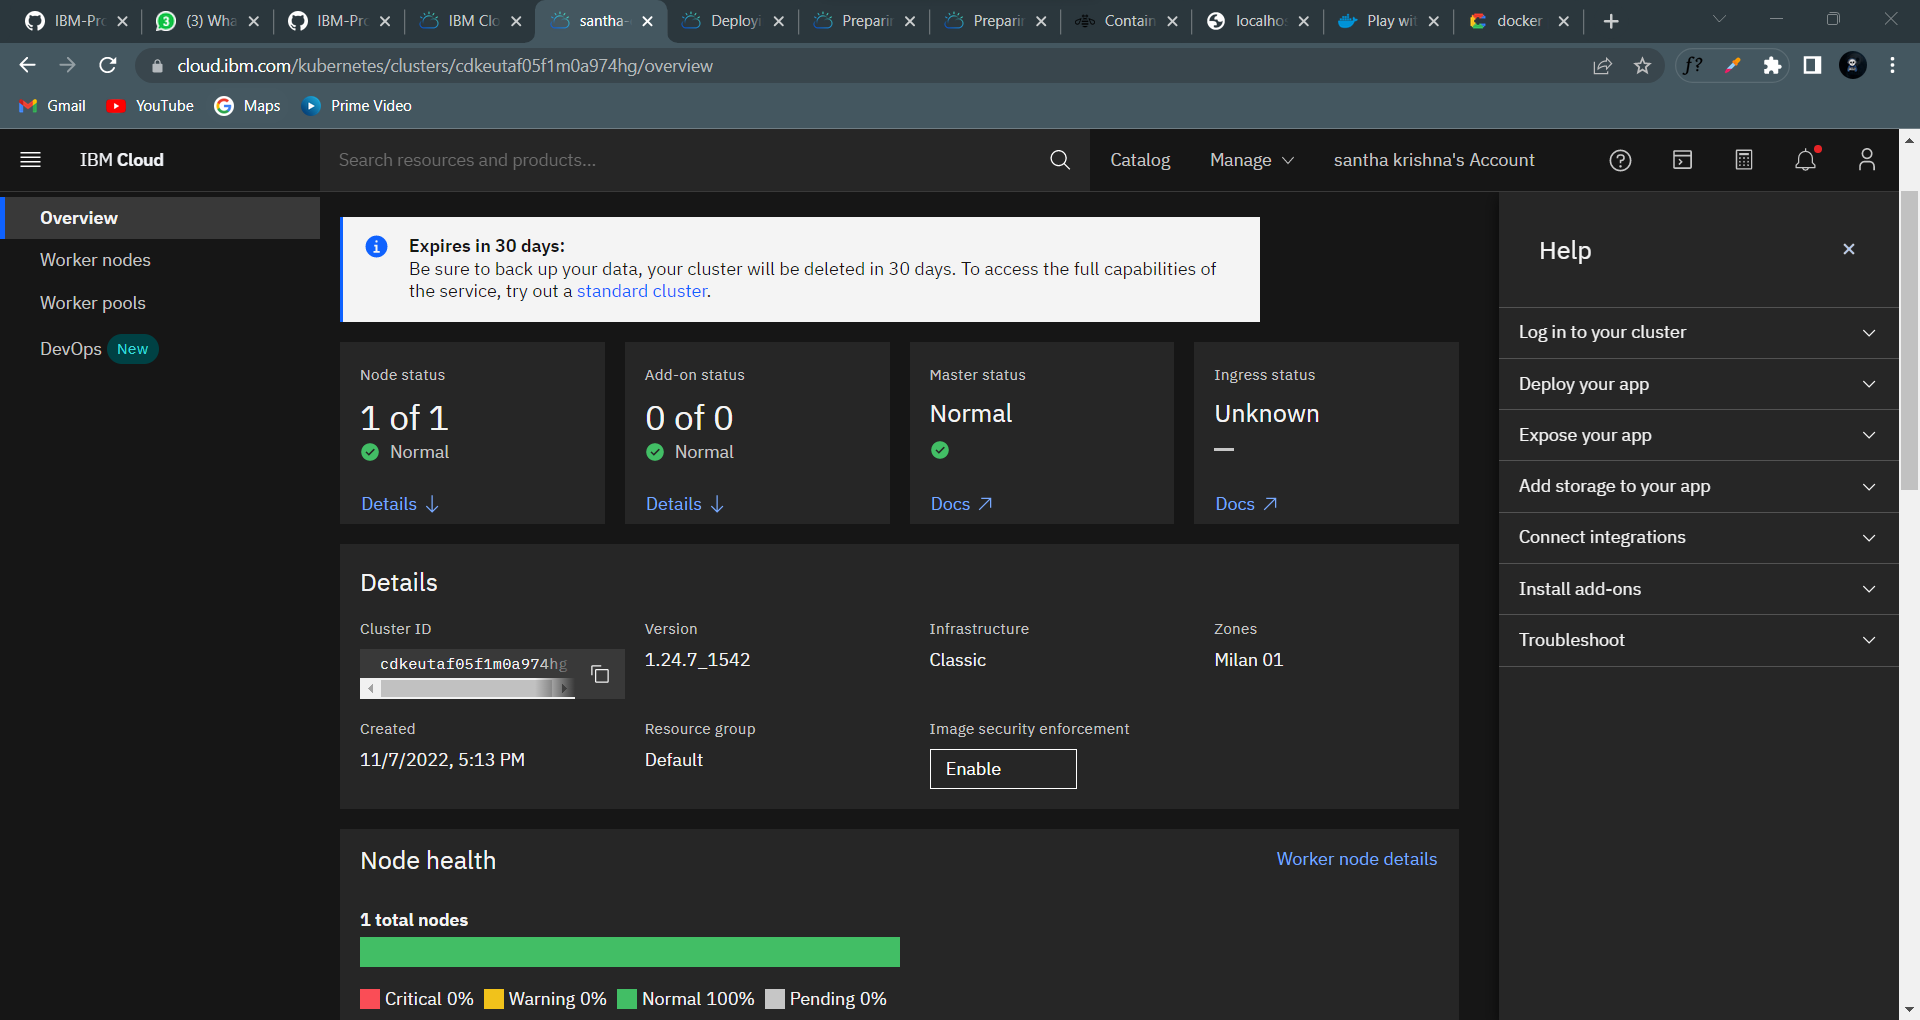 IBM-Pro
(3) Wha
IBM-Pro
IBM Clo
santha-
Deployi
Preparin
Preparin
Contain
localhos
Play wit
docker
cloud.ibm.com/kubernetes/clusters/cdkeutaf05f1m0a974hg/overview
f?
Gmail
YouTube
Maps
Prime Video
IBM Cloud
Search resources and products...
Catalog
Manage
santha krishna's Account
Overview
Worker nodes
Worker pools
DevOps New
Expires in 30 days:
Be sure to back up your data, your cluster will be deleted in 30 days. To access the full capabilities of
the service, try out a standard cluster.
Node status
1 of 1
Normal
Details
Add-on status
0 of 0
Normal
Details
Master status
Normal
Docs
Ingress status
Unknown
Docs
Details
Cluster ID
cdkeutaf05f1m0a974hg
Version
1.24.7_1542
Infrastructure
Classic
Zones
Milan 01
Created
11/7/2022, 5:13 PM
Resource group
Default
Image security enforcement
Enable
Node health
Worker node details
1 total nodes
Critical 0% Warning 0% Normal 100% Pending 0%
Help
Log in to your cluster
Deploy your app
Expose your app
Add storage to your app
Connect integrations
Install add-ons
Troubleshoot